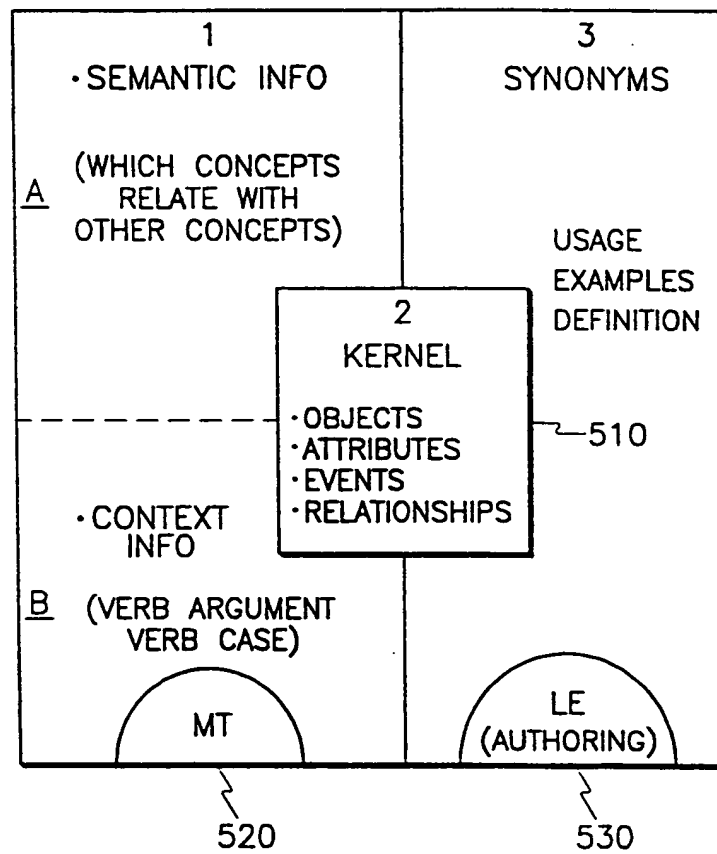 1
· SEMANTIC INFO
(WHICH CONCEPTS
RELATE WITH
OTHER CONCEPTS)
A
3
SYNONYMS
USAGE
EXAMPLES
DEFINITION
2
KERNEL
· OBJECTS
· ATTRIBUTES
· EVENTS
· RELATIONSHIPS
510
· CONTEXT
INFO
B
(VERB ARGUMENT
VERB CASE)
MT
LE
(AUTHORING)
520
530